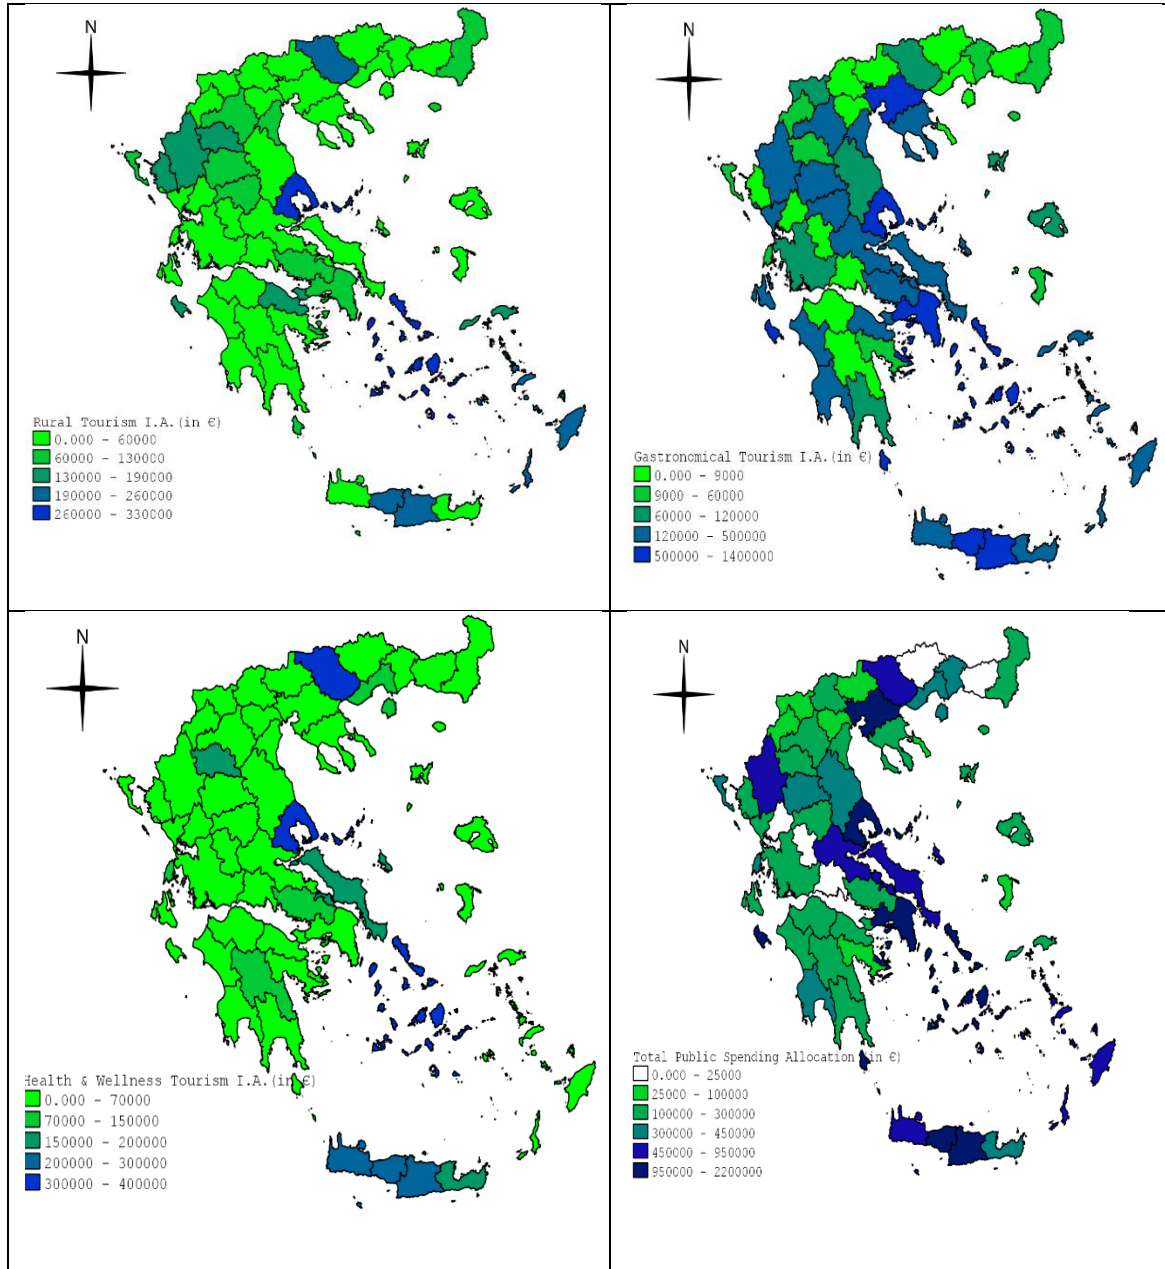 N
Rural Tourism I.A.(in €)
0.000 - 60000
60000 - 130000
130000 - 190000
190000 - 260000
260000 - 330000
N
Gastronomical Tourism I.A.(in €)
0.000 - 9000
9000 - 60000
60000 - 120000
120000 - 500000
500000 - 1400000
N
Health & Wellness Tourism I.A.(in €)
0.000 - 70000
70000 - 150000
150000 - 200000
200000 - 300000
300000 - 400000
N
Total Public Spending Allocation (in €)
0.000 - 25000
25000 - 100000
100000 - 300000
300000 - 450000
450000 - 950000
950000 - 2200000